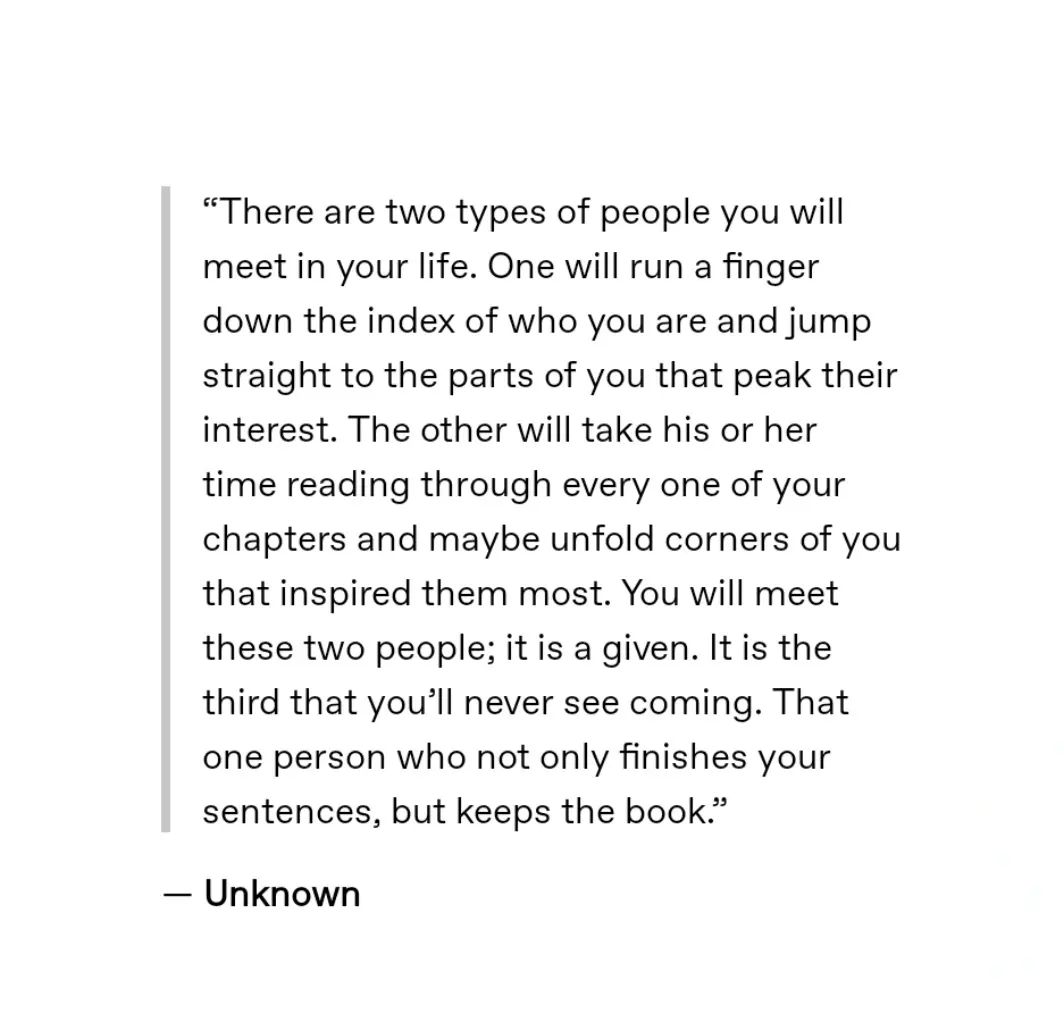 “There are two types of people you will
meet in your life. One will run a finger
down the index of who you are and jump
straight to the parts of you that peak their
interest. The other will take his or her
time reading through every one of your
chapters and maybe unfold corners of you
that inspired them most. You will meet
these two people; it is a given. It is the
third that you’ll never see coming. That
one person who not only finishes your
sentences, but keeps the book.”
— Unknown